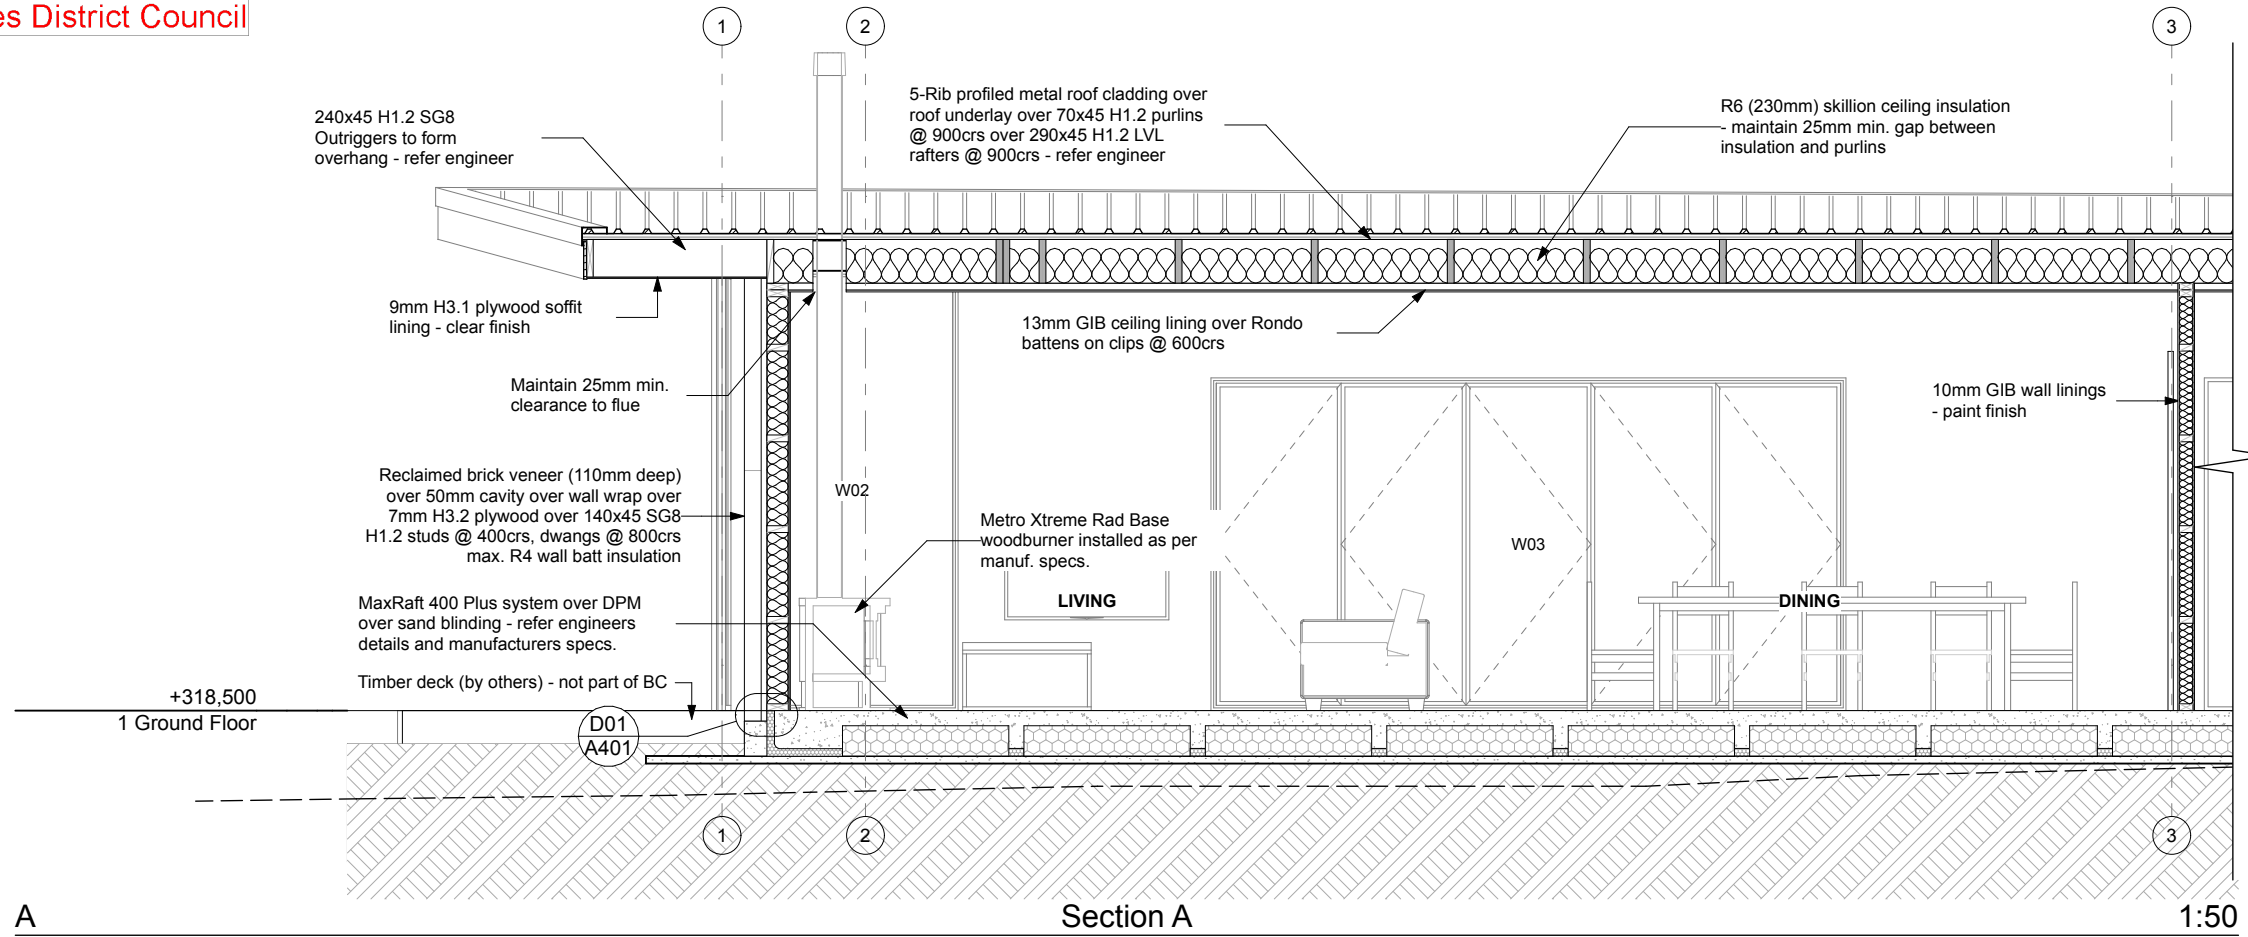 es District Council
1
2
3
240x45 H1.2 SG8
Outriggers to form
overhang - refer engineer
5-Rib profiled metal roof cladding over
roof underlay over 70x45 H1.2 purlins
@ 900crs over 290x45 H1.2 LVL
rafters @ 900crs - refer engineer
R6 (230mm) skillion ceiling insulation
- maintain 25mm min. gap between
insulation and purlins
9mm H3.1 plywood soffit
lining - clear finish
13mm GIB ceiling lining over Rondo
battens on clips @ 600crs
Maintain 25mm min.
clearance to flue
10mm GIB wall linings
- paint finish
Reclaimed brick veneer (110mm deep)
over 50mm cavity over wall wrap over
7mm H3.2 plywood over 140x45 SG8
H1.2 studs @ 400crs, dwangs @ 800crs
max. R4 wall batt insulation
W02
Metro Xtreme Rad Base
woodburner installed as per
manuf. specs.
W03
LIVING
DINING
MaxRaft 400 Plus system over DPM
over sand blinding - refer engineers
details and manufacturers specs.
Timber deck (by others) - not part of BC
+318,500
1 Ground Floor
D01
A401
1
2
3
A
Section A
1:50